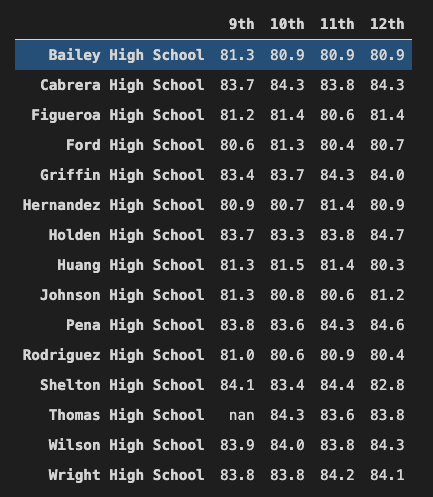 9th 10th 11th 12th
Bailey High School 81.3 80.9 80.9 80.9
Cabrera High School 83.7 84.3 83.8 84.3
Figueroa High School 81.2 81.4 80.6 81.4
Ford High School 80.6 81.3 80.4 80.7
Griffin High School 83.4 83.7 84.3 84.0
Hernandez High School 80.9 80.7 81.4 80.9
Holden High School 83.7 83.3 83.8 84.7
Huang High School 81.3 81.5 81.4 80.3
Johnson High School 81.3 80.8 80.6 81.2
Pena High School 83.8 83.6 84.3 84.6
Rodriguez High School 81.0 80.6 80.9 80.4
Shelton High School 84.1 83.4 84.4 82.8
Thomas High School nan 84.3 83.6 83.8
Wilson High School 83.9 84.0 83.8 84.3
Wright High School 83.8 83.8 84.2 84.1